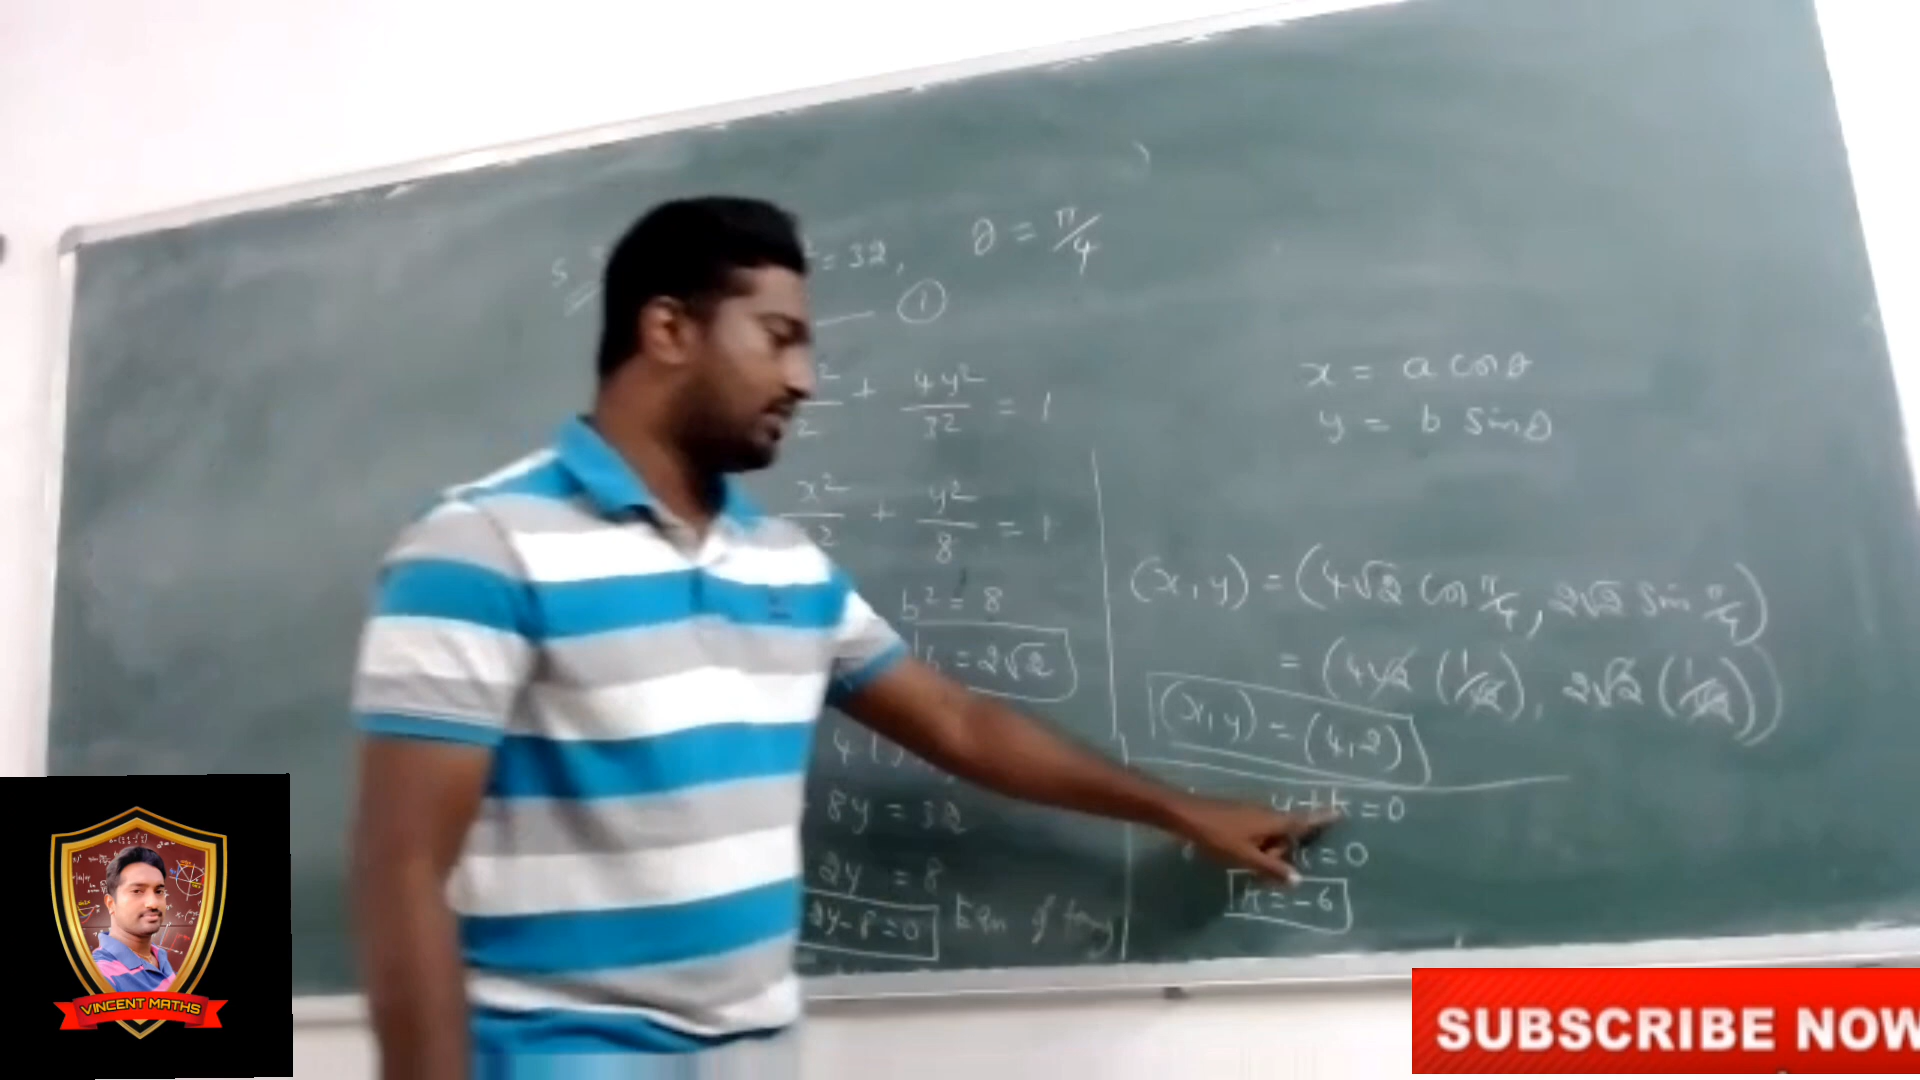 = 32, θ = π/4
①
+ 4y²/32 = 1
x = a cos θ
y = b sin θ
x² + y²/8 = 1
b² = 8
= 2√2
(x,y) = (4√2 cos π/4, 2√2 sin π/4)
= (4√2 (1/√2), 2√2 (1/√2))
(x,y) = (4,2)
8y = 32
2y = 8
2y-8=0 Eqn of tang
y+k=0
=0
k=-6
VINCENT MATHS
SUBSCRIBE NOW